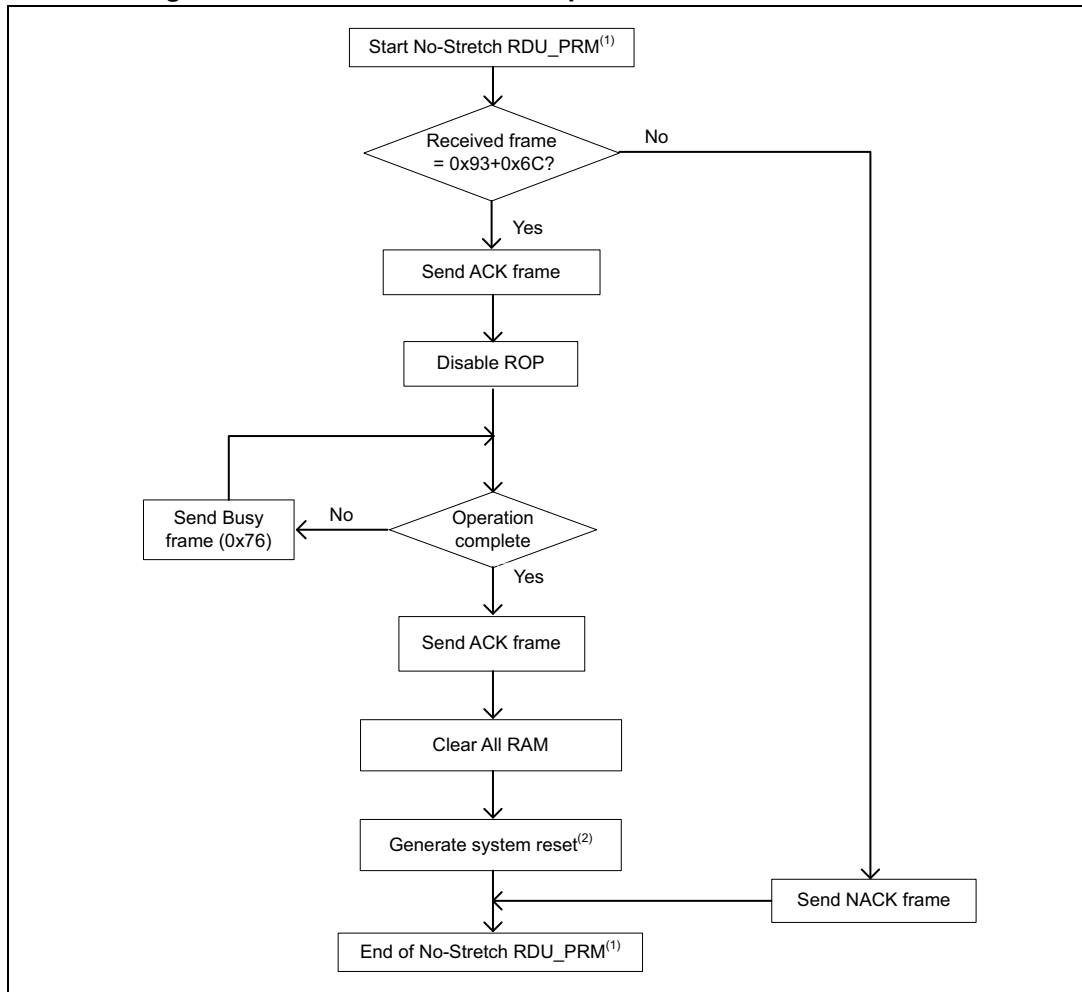 Start No-Stretch RDU_PRM(1)
Received frame
= 0x93+0x6C?
No
Yes
Send ACK frame
Disable ROP
Send Busy
frame (0x76)
No
Operation
complete
Yes
Send ACK frame
Clear All RAM
Generate system reset(2)
Send NACK frame
End of No-Stretch RDU_PRM(1)